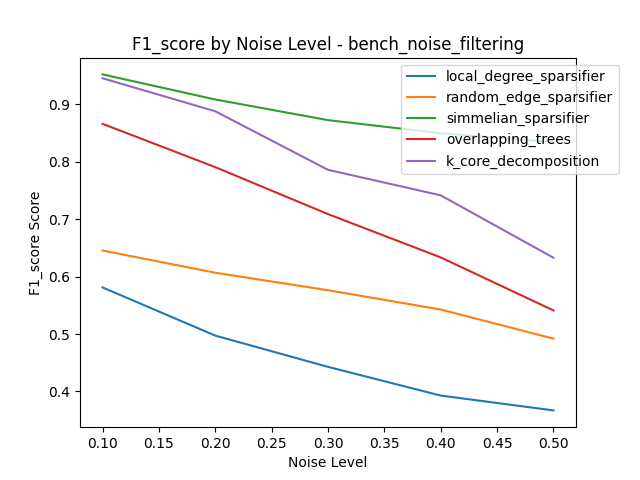 F1_score by Noise Level - bench_noise_filtering
local_degree_sparsifier
random_edge_sparsifier
simmelian_sparsifier
overlapping_trees
k_core_decomposition
F1_score Score
0.9
0.8
0.7
0.6
0.5
0.4
0.10 0.15 0.20 0.25 0.30 0.35 0.40 0.45 0.50
Noise Level